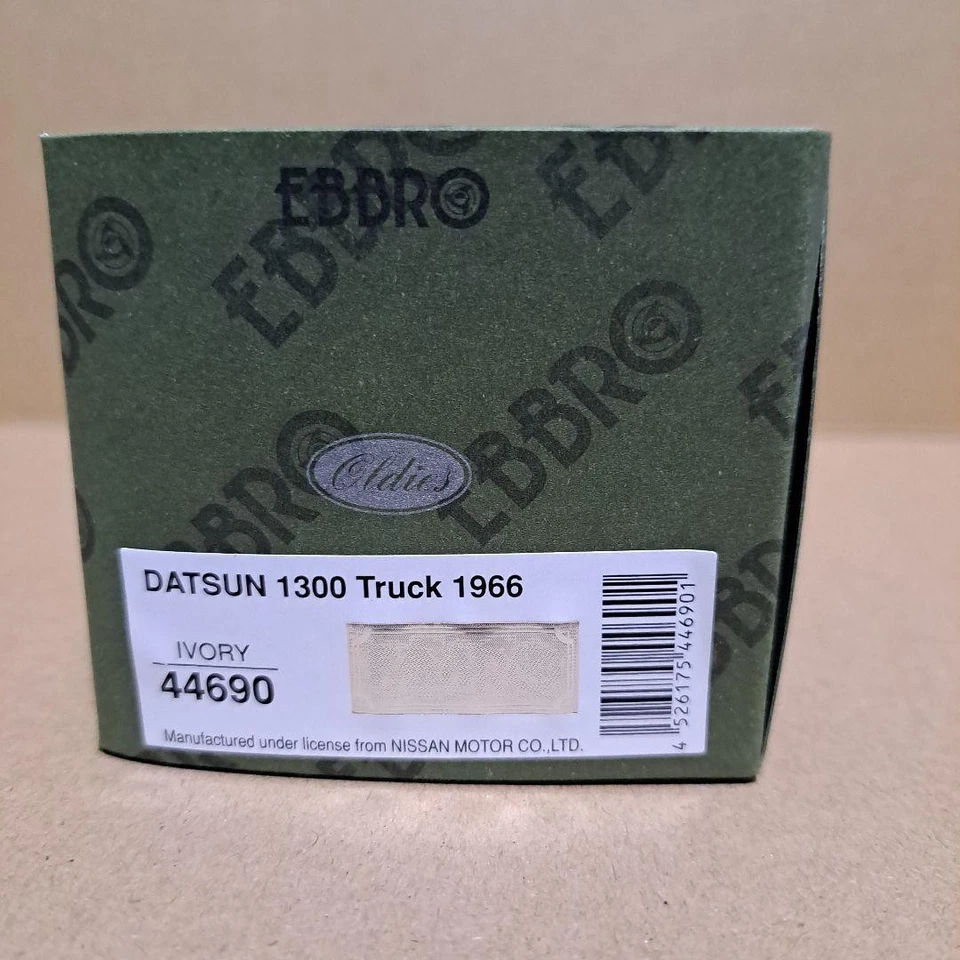 EBBRO
EBBRO
EBBRO
EBBRO
Oldies
DATSUN 1300 Truck 1966
IVORY
44690
Manufactured under license from NISSAN MOTOR CO.,LTD.
4 526175 446901